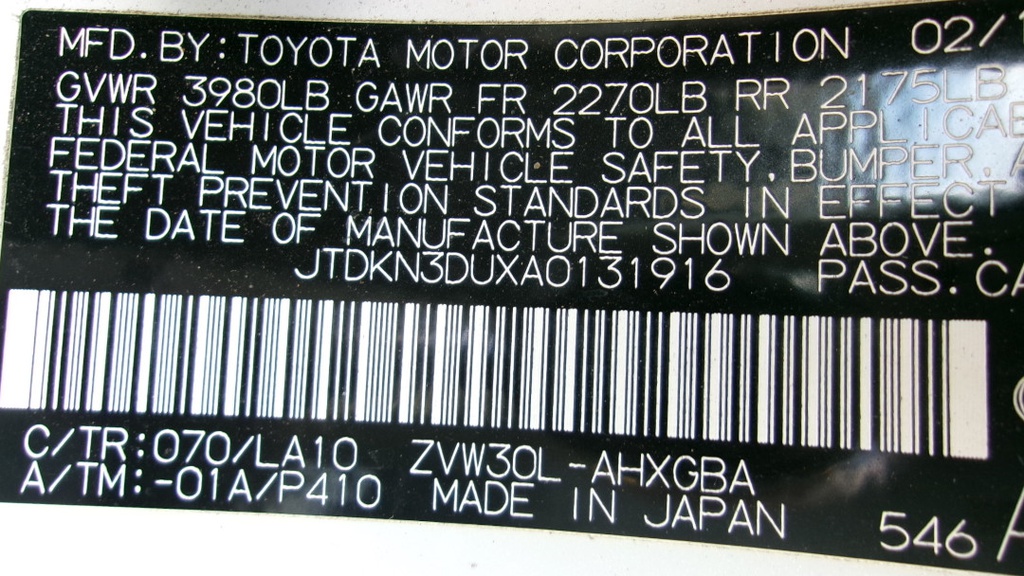 MFD. BY: TOYOTA MOTOR CORPORATION 02/
GVWR 3980LB GAWR FR 2270LB RR 2175LB
THIS VEHICLE CONFORMS TO ALL APPLICAB
FEDERAL MOTOR VEHICLE SAFETY, BUMPER, A
THEFT PREVENTION STANDARDS IN EFFECT
THE DATE OF MANUFACTURE SHOWN ABOVE.
JTDKN3DUXA0131916 PASS. CA
C/TR:070/LA10 ZVW30L-AHXGBA
A/TM:-01A/P410 MADE IN JAPAN 546